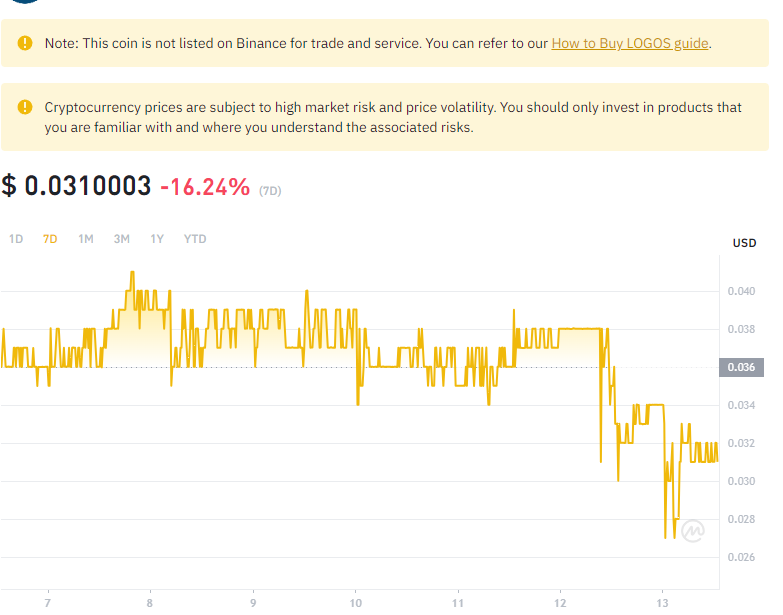 Note: This coin is not listed on Binance for trade and service. You can refer to our How to Buy LOGOS guide.
Cryptocurrency prices are subject to high market risk and price volatility. You should only invest in products that
you are familiar with and where you understand the associated risks.
$ 0.0310003 -16.24% (7D)
1D 7D 1M 3M 1Y YTD
USD
0.040
0.038
0.036
0.034
0.032
0.030
0.028
0.026
7 8 9 10 11 12 13